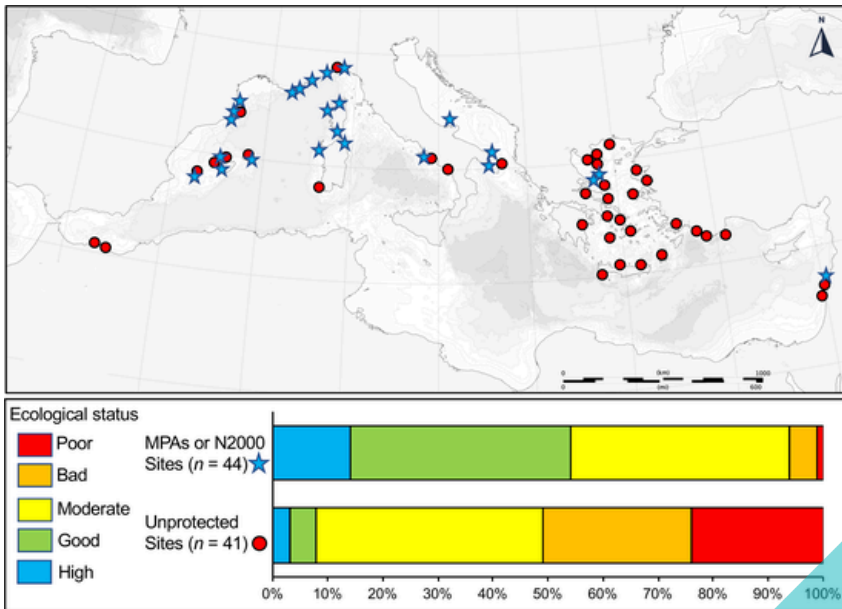 N
0 (km) 1000
0 (mi) 600
Ecological status
Poor
Bad
Moderate
Good
High
MPAs or N2000
Sites (n = 44)
Unprotected
Sites (n = 41)
0% 10% 20% 30% 40% 50% 60% 70% 80% 90% 100%